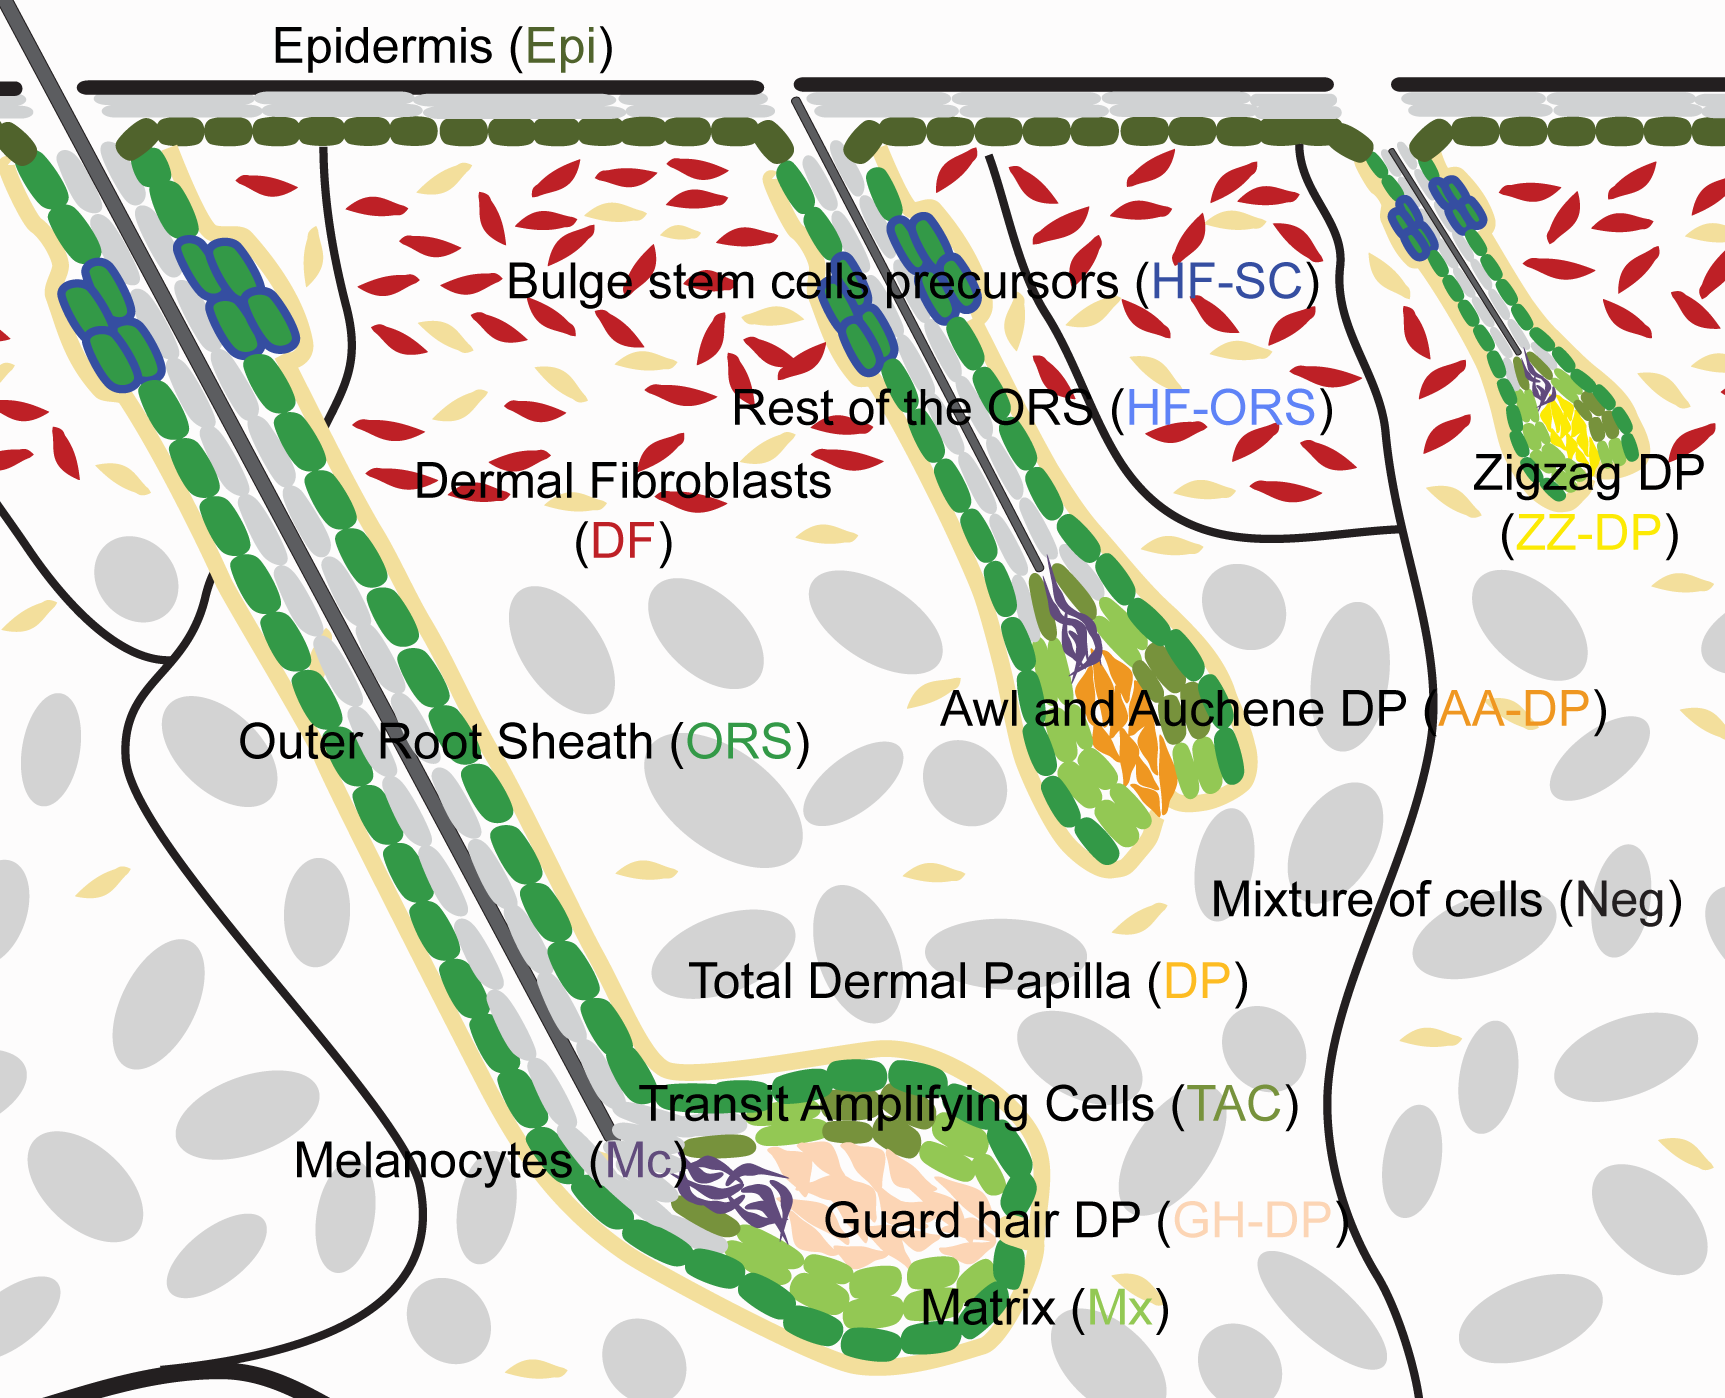 Epidermis (Epi)
Bulge stem cells precursors (HF-SC)
Rest of the ORS (HF-ORS)
Dermal Fibroblasts
(DF)
Zigzag DP
(ZZ-DP)
Awl and Auchene DP (AA-DP)
Outer Root Sheath (ORS)
Mixture of cells (Neg)
Total Dermal Papilla (DP)
Transit Amplifying Cells (TAC)
Melanocytes (Mc)
Guard hair DP (GH-DP)
Matrix (Mx)